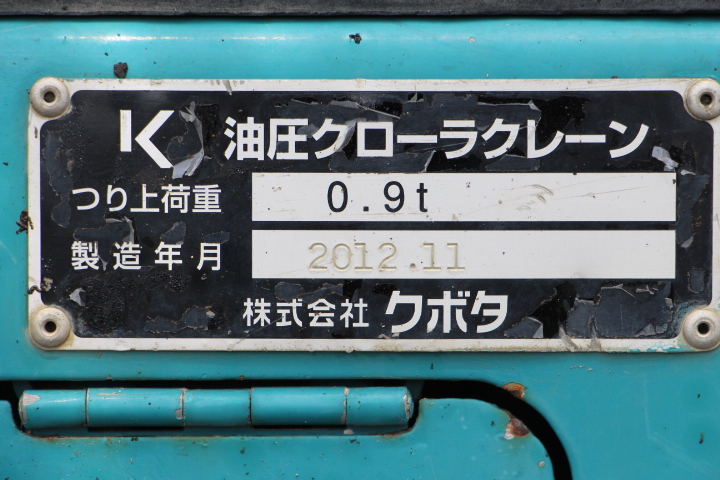 K 油圧クローラクレーン
つり上荷重 0.9t
製造年月 2012.11
株式会社 クボタ